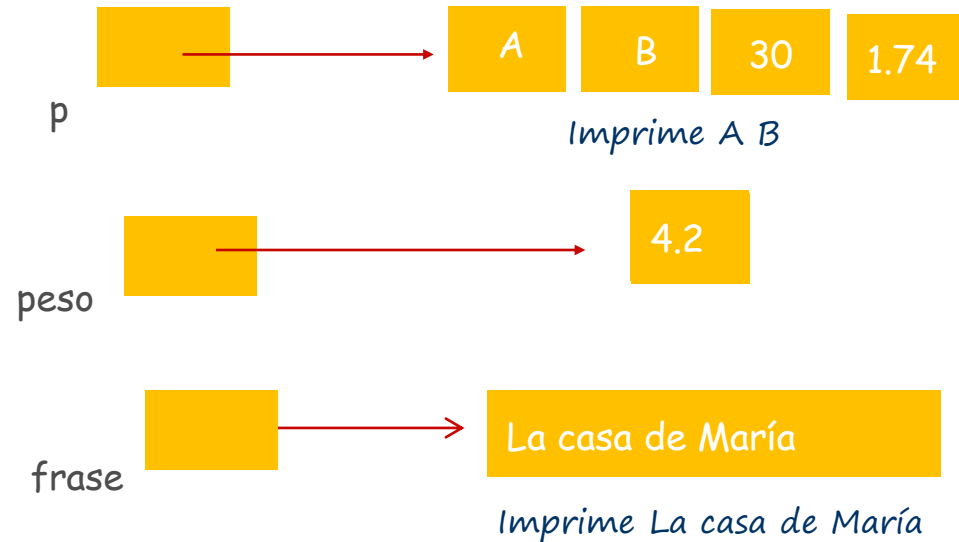 A B 30 1.74
p
Imprime A B
4.2
peso
La casa de María
frase
Imprime La casa de María